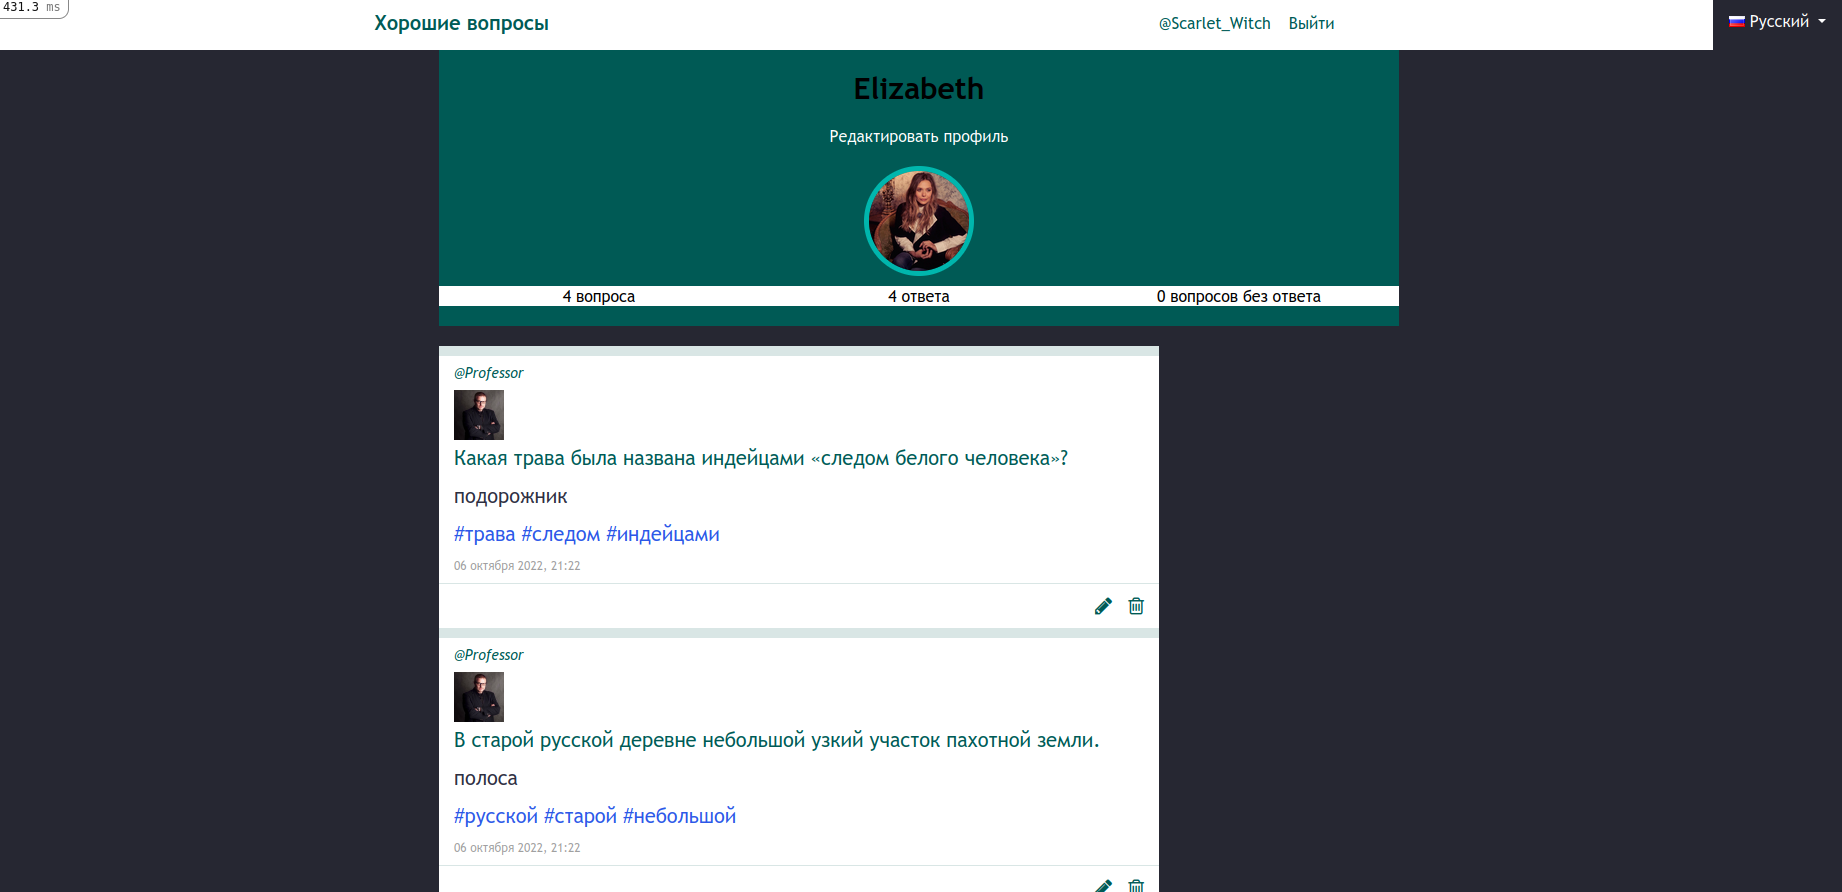 431.3 ms
Хорошие вопросы
@Scarlet_Witch Выйти
Русский
Elizabeth
Редактировать профиль
4 вопроса 4 ответа 0 вопросов без ответа
@Professor
Какая трава была названа индейцами «следом белого человека»?
подорожник
#трава #следом #индейцами
06 октября 2022, 21:22
@Professor
В старой русской деревне небольшой узкий участок пахотной земли.
полоса
#русской #старой #небольшой
06 октября 2022, 21:22